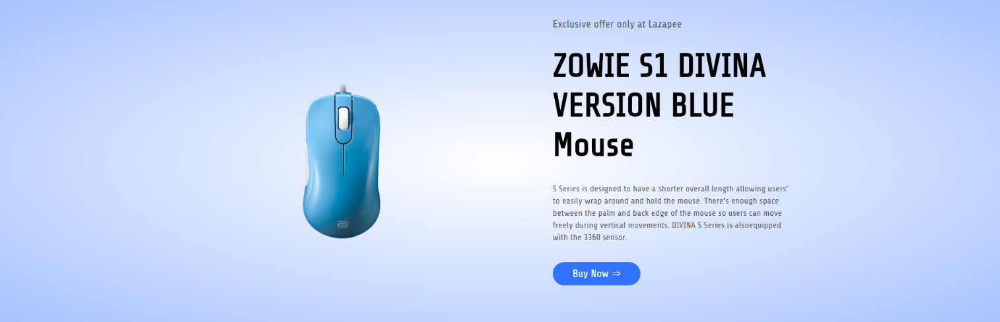 Exclusive offer only at Lazapee
ZOWIE S1 DIVINA
VERSION BLUE
Mouse
S Series is designed to have a shorter overall length allowing users'
to easily wrap around and hold the mouse. There's enough space
between the palm and back edge of the mouse so users can move
freely during vertical movements. DIVINA S Series is alsoequipped
with the 3360 sensor.
Buy Now ⇒